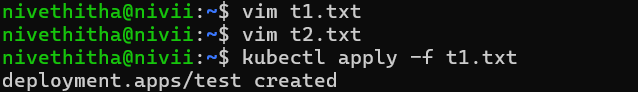 nivethitha@nivii:~$ vim t1.txt
nivethitha@nivii:~$ vim t2.txt
nivethitha@nivii:~$ kubectl apply -f t1.txt
deployment.apps/test created